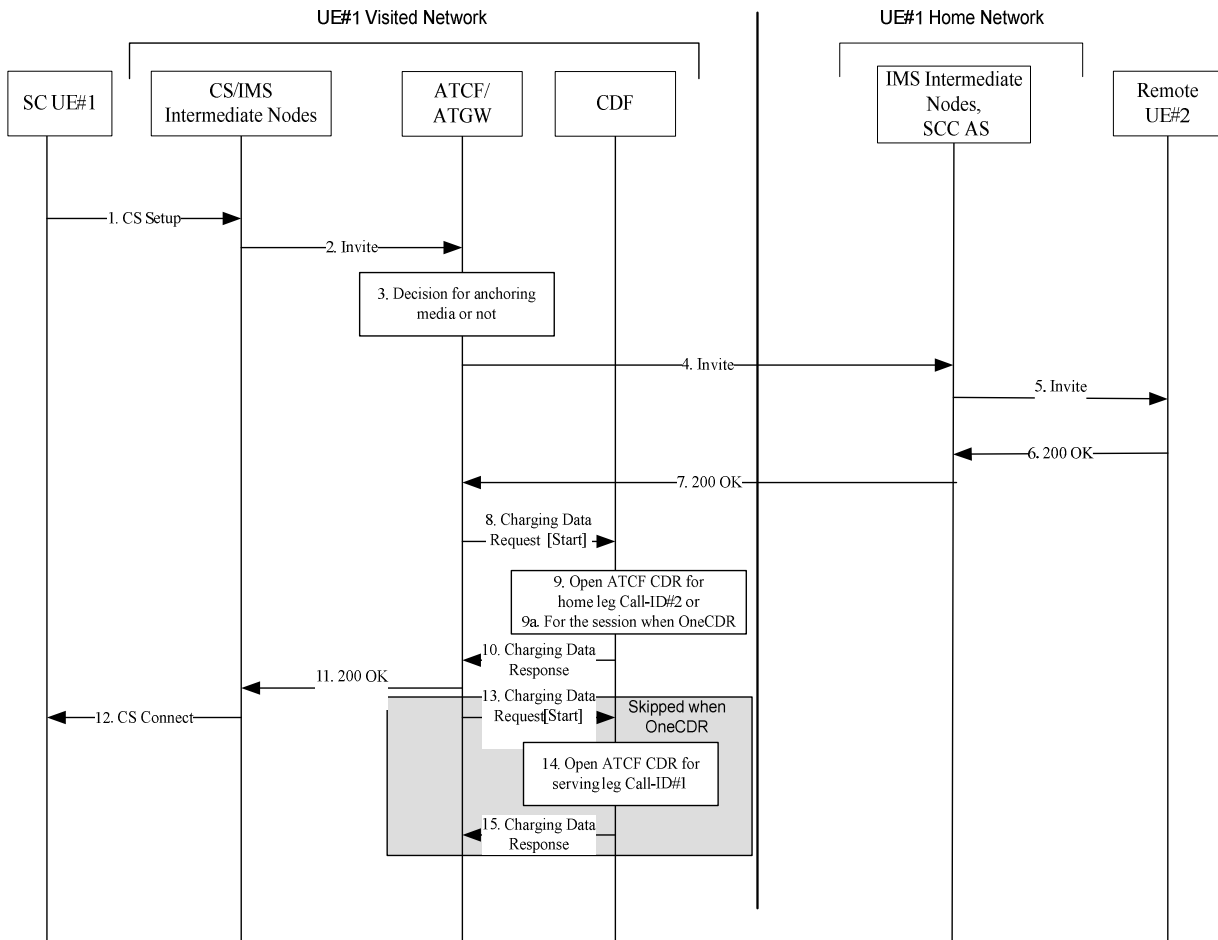 UE#1 Visited Network
UE#1 Home Network
SC UE#1
CS/IMS
Intermediate Nodes
ATCF/
ATGW
CDF
IMS Intermediate
Nodes,
SCC AS
Remote
UE#2
1. CS Setup
2. Invite
3. Decision for anchoring
media or not
4. Invite
5. Invite
6. 200 OK
7. 200 OK
8. Charging Data
Request [Start]
9. Open ATCF CDR for
home leg Call-ID#2 or
9a. For the session when OneCDR
10. Charging Data
Response
11. 200 OK
12. CS Connect
13. Charging Data
Request[Start]
Skipped when
OneCDR
14. Open ATCF CDR for
serving leg Call-ID#1
15. Charging Data
Response